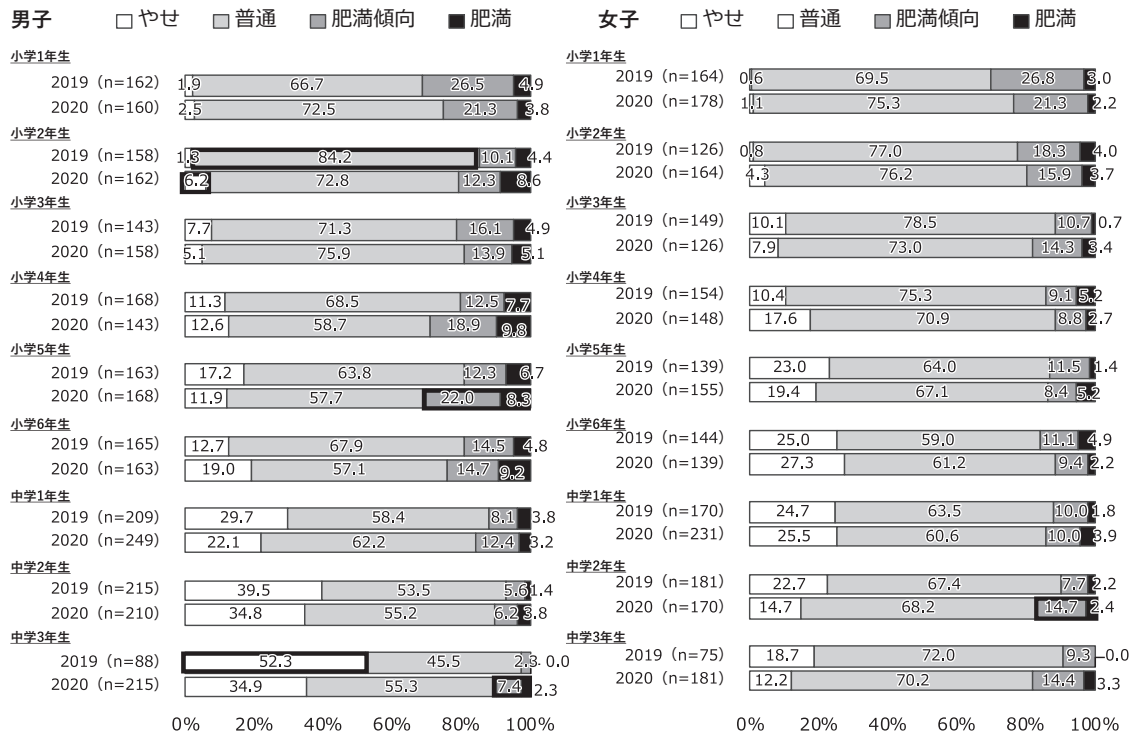 男子 □やせ □普通 ■肥満傾向 ■肥満
小学1年生
2019 (n=162) 1.9 66.7 26.5 4.9
2020 (n=160) 2.5 72.5 21.3 3.8
小学2年生
2019 (n=158) 1.3 84.2 10.1 4.4
2020 (n=162) 6.2 72.8 12.3 8.6
小学3年生
2019 (n=143) 7.7 71.3 16.1 4.9
2020 (n=158) 5.1 75.9 13.9 5.1
小学4年生
2019 (n=168) 11.3 68.5 12.5 7.7
2020 (n=143) 12.6 58.7 18.9 9.8
小学5年生
2019 (n=163) 17.2 63.8 12.3 6.7
2020 (n=168) 11.9 57.7 22.0 8.3
小学6年生
2019 (n=165) 12.7 67.9 14.5 4.8
2020 (n=163) 19.0 57.1 14.7 9.2
中学1年生
2019 (n=209) 29.7 58.4 8.1 3.8
2020 (n=249) 22.1 62.2 12.4 3.2
中学2年生
2019 (n=215) 39.5 53.5 5.6 1.4
2020 (n=210) 34.8 55.2 6.2 3.8
中学3年生
2019 (n=88) 52.3 45.5 2.3 0.0
2020 (n=215) 34.9 55.3 7.4 2.3
0% 20% 40% 60% 80% 100%
女子 □やせ □普通 ■肥満傾向 ■肥満
小学1年生
2019 (n=164) 0.6 69.5 26.8 3.0
2020 (n=178) 1.1 75.3 21.3 2.2
小学2年生
2019 (n=126) 0.8 77.0 18.3 4.0
2020 (n=164) 4.3 76.2 15.9 3.7
小学3年生
2019 (n=149) 10.1 78.5 10.7 0.7
2020 (n=126) 7.9 73.0 14.3 3.4
小学4年生
2019 (n=154) 10.4 75.3 9.1 5.2
2020 (n=148) 17.6 70.9 8.8 2.7
小学5年生
2019 (n=139) 23.0 64.0 11.5 1.4
2020 (n=155) 19.4 67.1 8.4 5.2
小学6年生
2019 (n=144) 25.0 59.0 11.1 4.9
2020 (n=139) 27.3 61.2 9.4 2.2
中学1年生
2019 (n=170) 24.7 63.5 10.0 1.8
2020 (n=231) 25.5 60.6 10.0 3.9
中学2年生
2019 (n=181) 22.7 67.4 7.7 2.2
2020 (n=170) 14.7 68.2 14.7 2.4
中学3年生
2019 (n=75) 18.7 72.0 9.3 0.0
2020 (n=181) 12.2 70.2 14.4 3.3
0% 20% 40% 60% 80% 100%